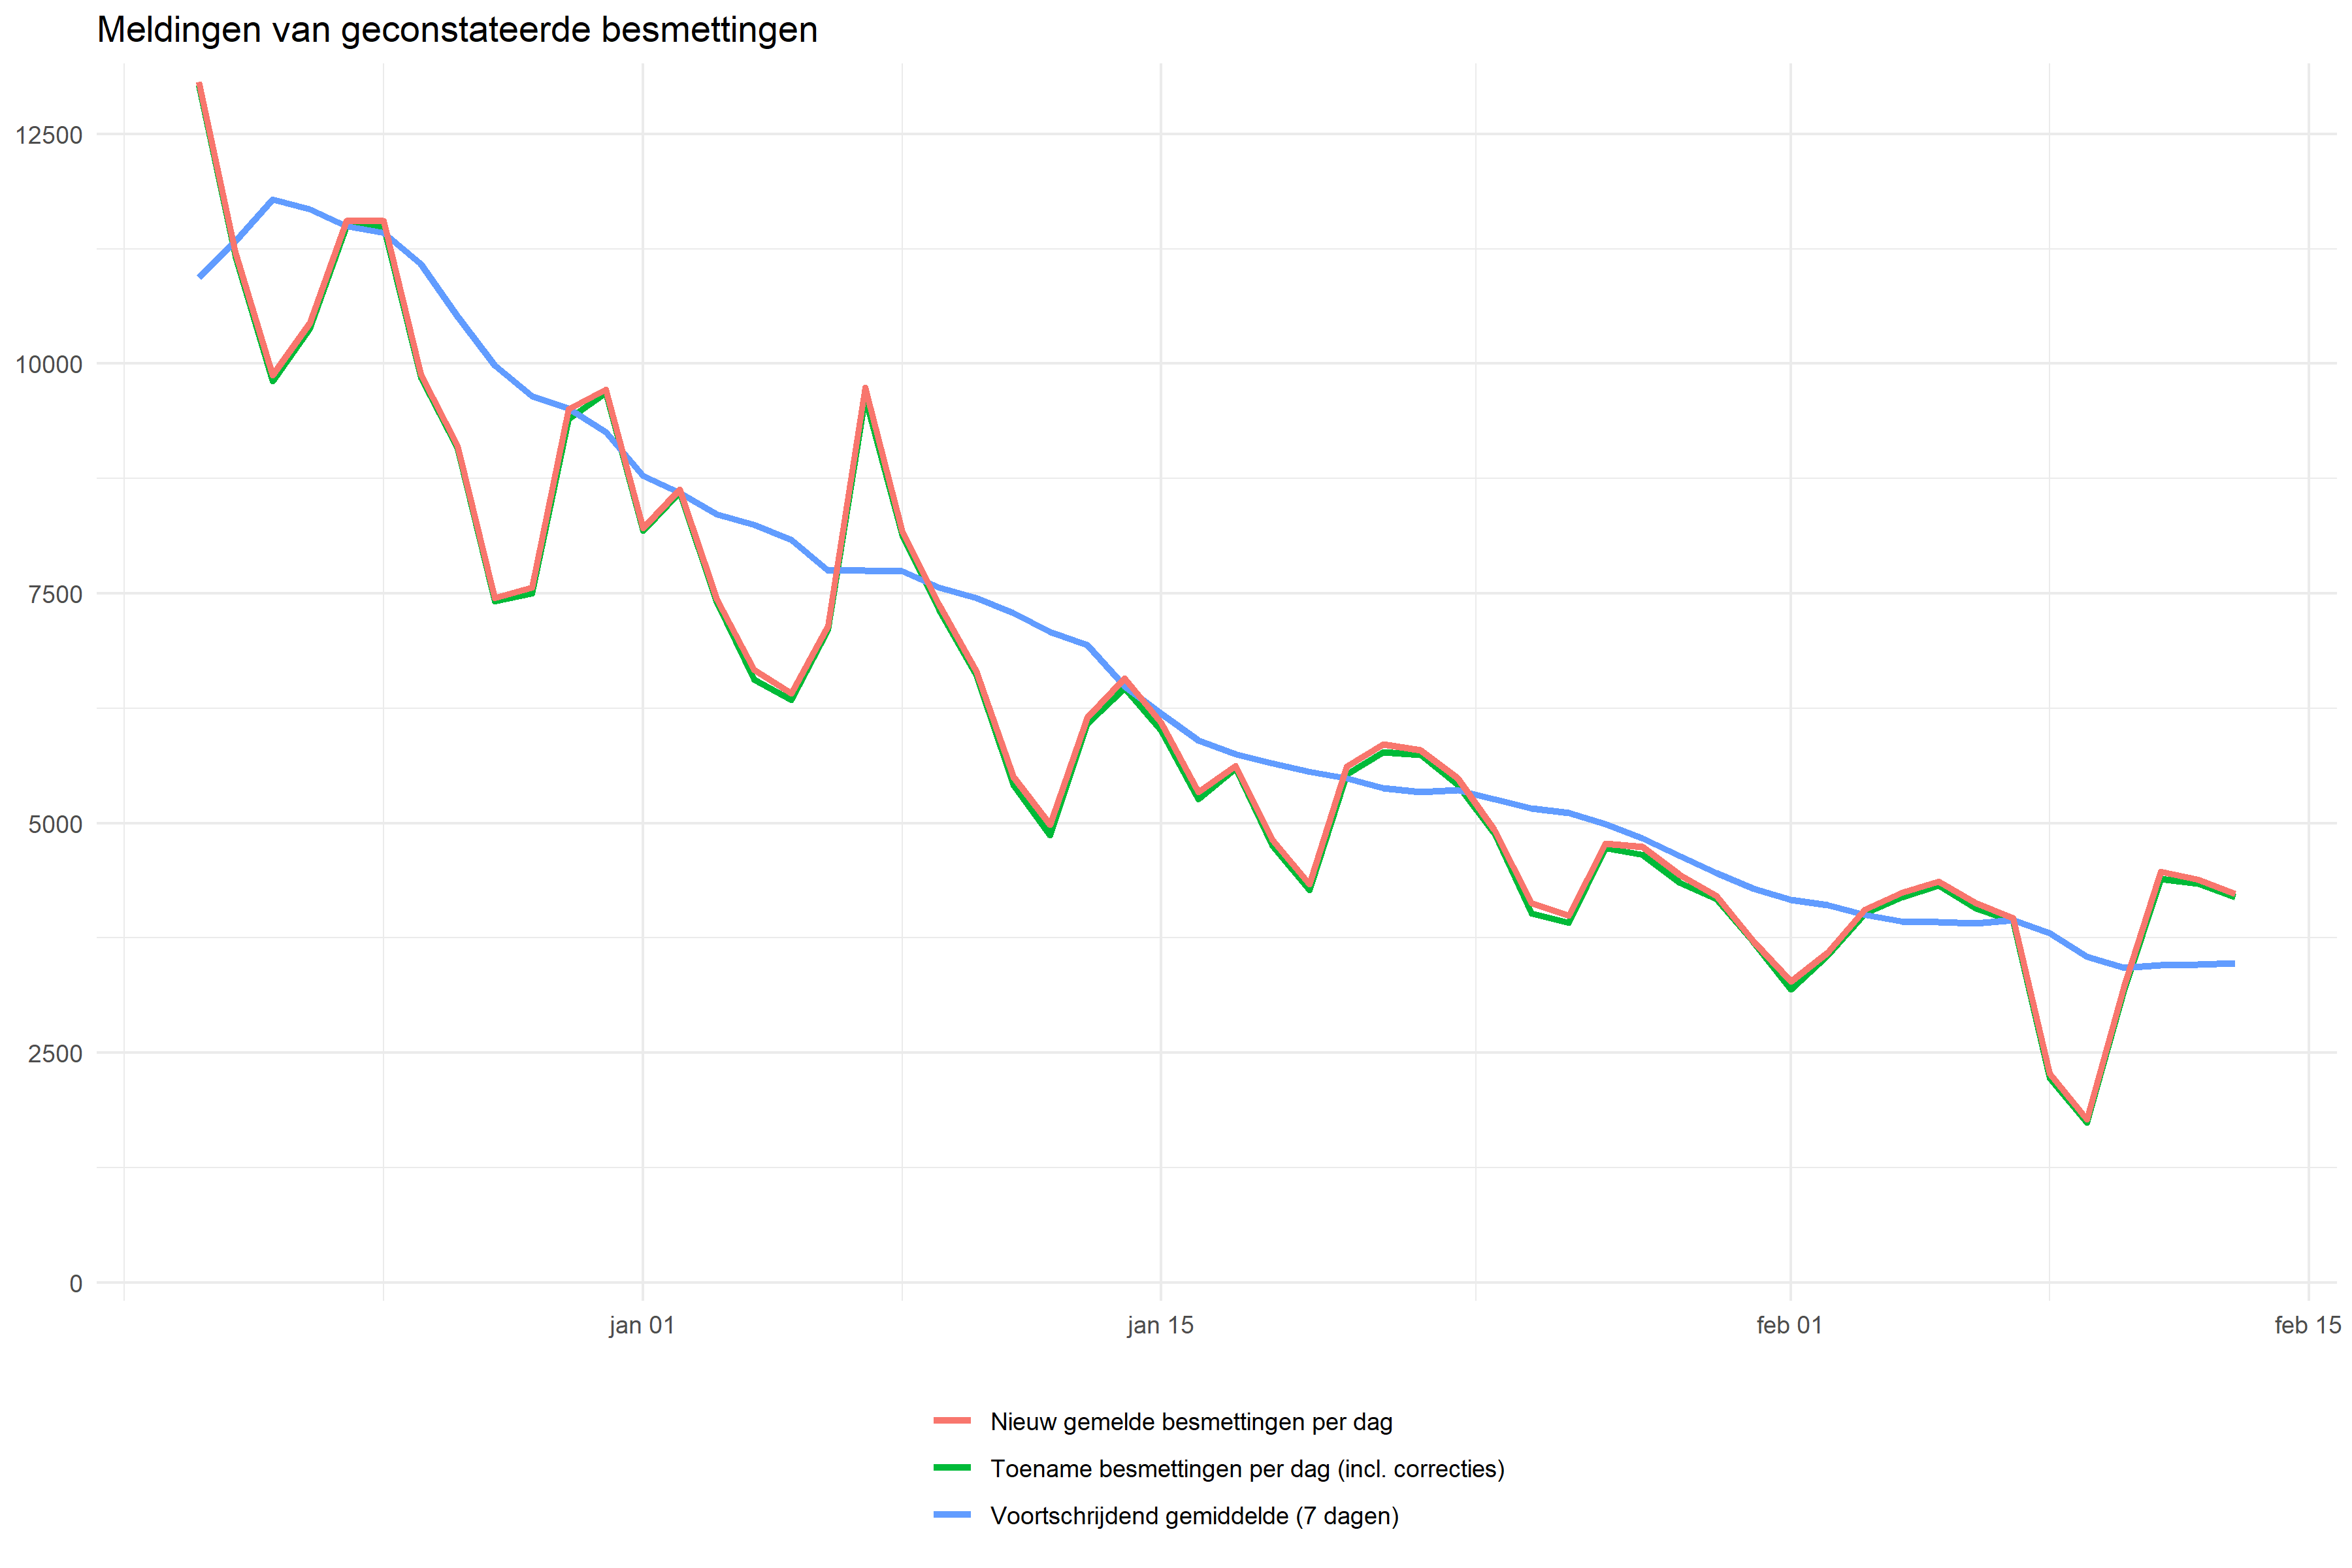 Meldingen van geconstateerde besmettingen
12500
10000
7500
5000
2500
0
jan 01
jan 15
feb 01
feb 15
Nieuw gemelde besmettingen per dag
Toename besmettingen per dag (incl. correcties)
Voortschrijdend gemiddelde (7 dagen)